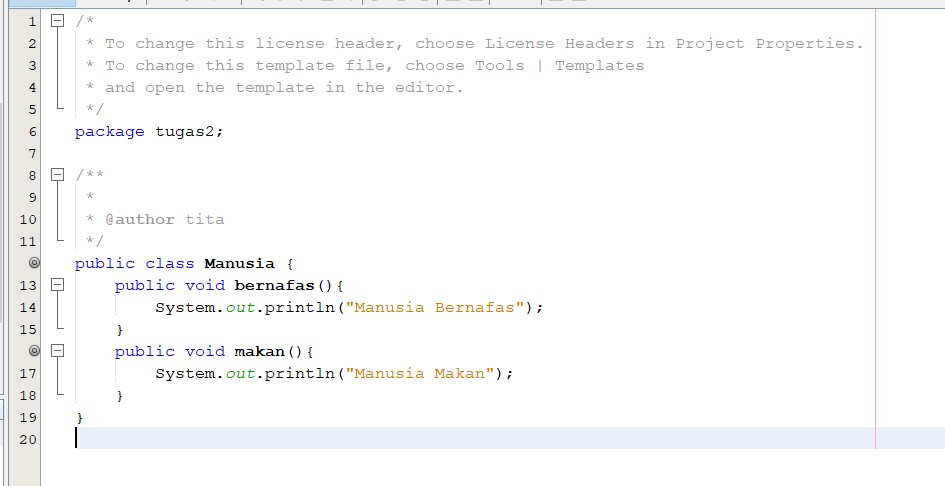 1 /*
2 * To change this license header, choose License Headers in Project Properties.
3 * To change this template file, choose Tools | Templates
4 * and open the template in the editor.
5 */
6 package tugas2;
7
8 /**
9 *
10 * @author tita
11 */
public class Manusia {
13 public void bernafas(){
14 System.out.println("Manusia Bernafas");
15 }
public void makan(){
17 System.out.println("Manusia Makan");
18 }
19 }
20